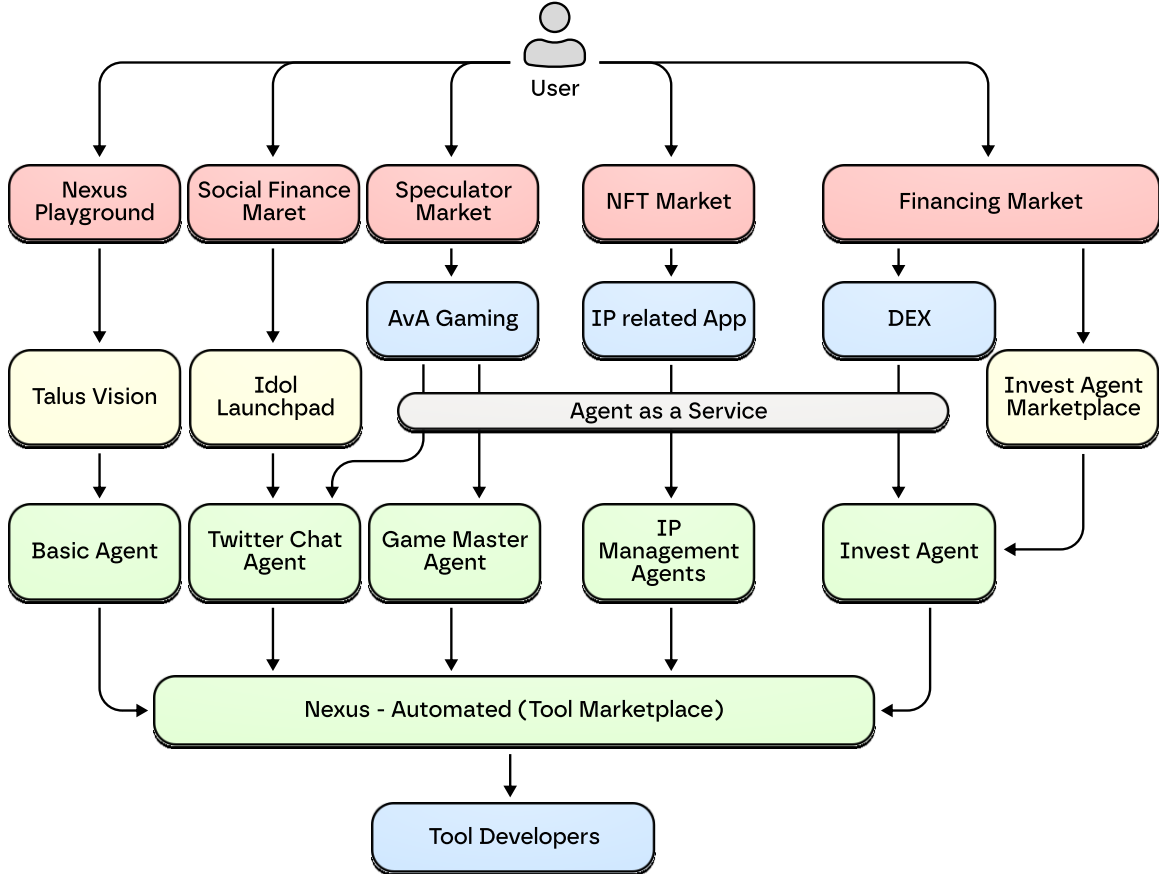 User
Nexus
Playground
Social Finance
Maret
Speculator
Market
NFT Market
Financing Market
AvA Gaming
IP related App
DEX
Talus Vision
Idol
Launchpad
Invest Agent
Marketplace
Agent as a Service
Basic Agent
Twitter Chat
Agent
Game Master
Agent
IP
Management
Agents
Invest Agent
Nexus - Automated (Tool Marketplace)
Tool Developers